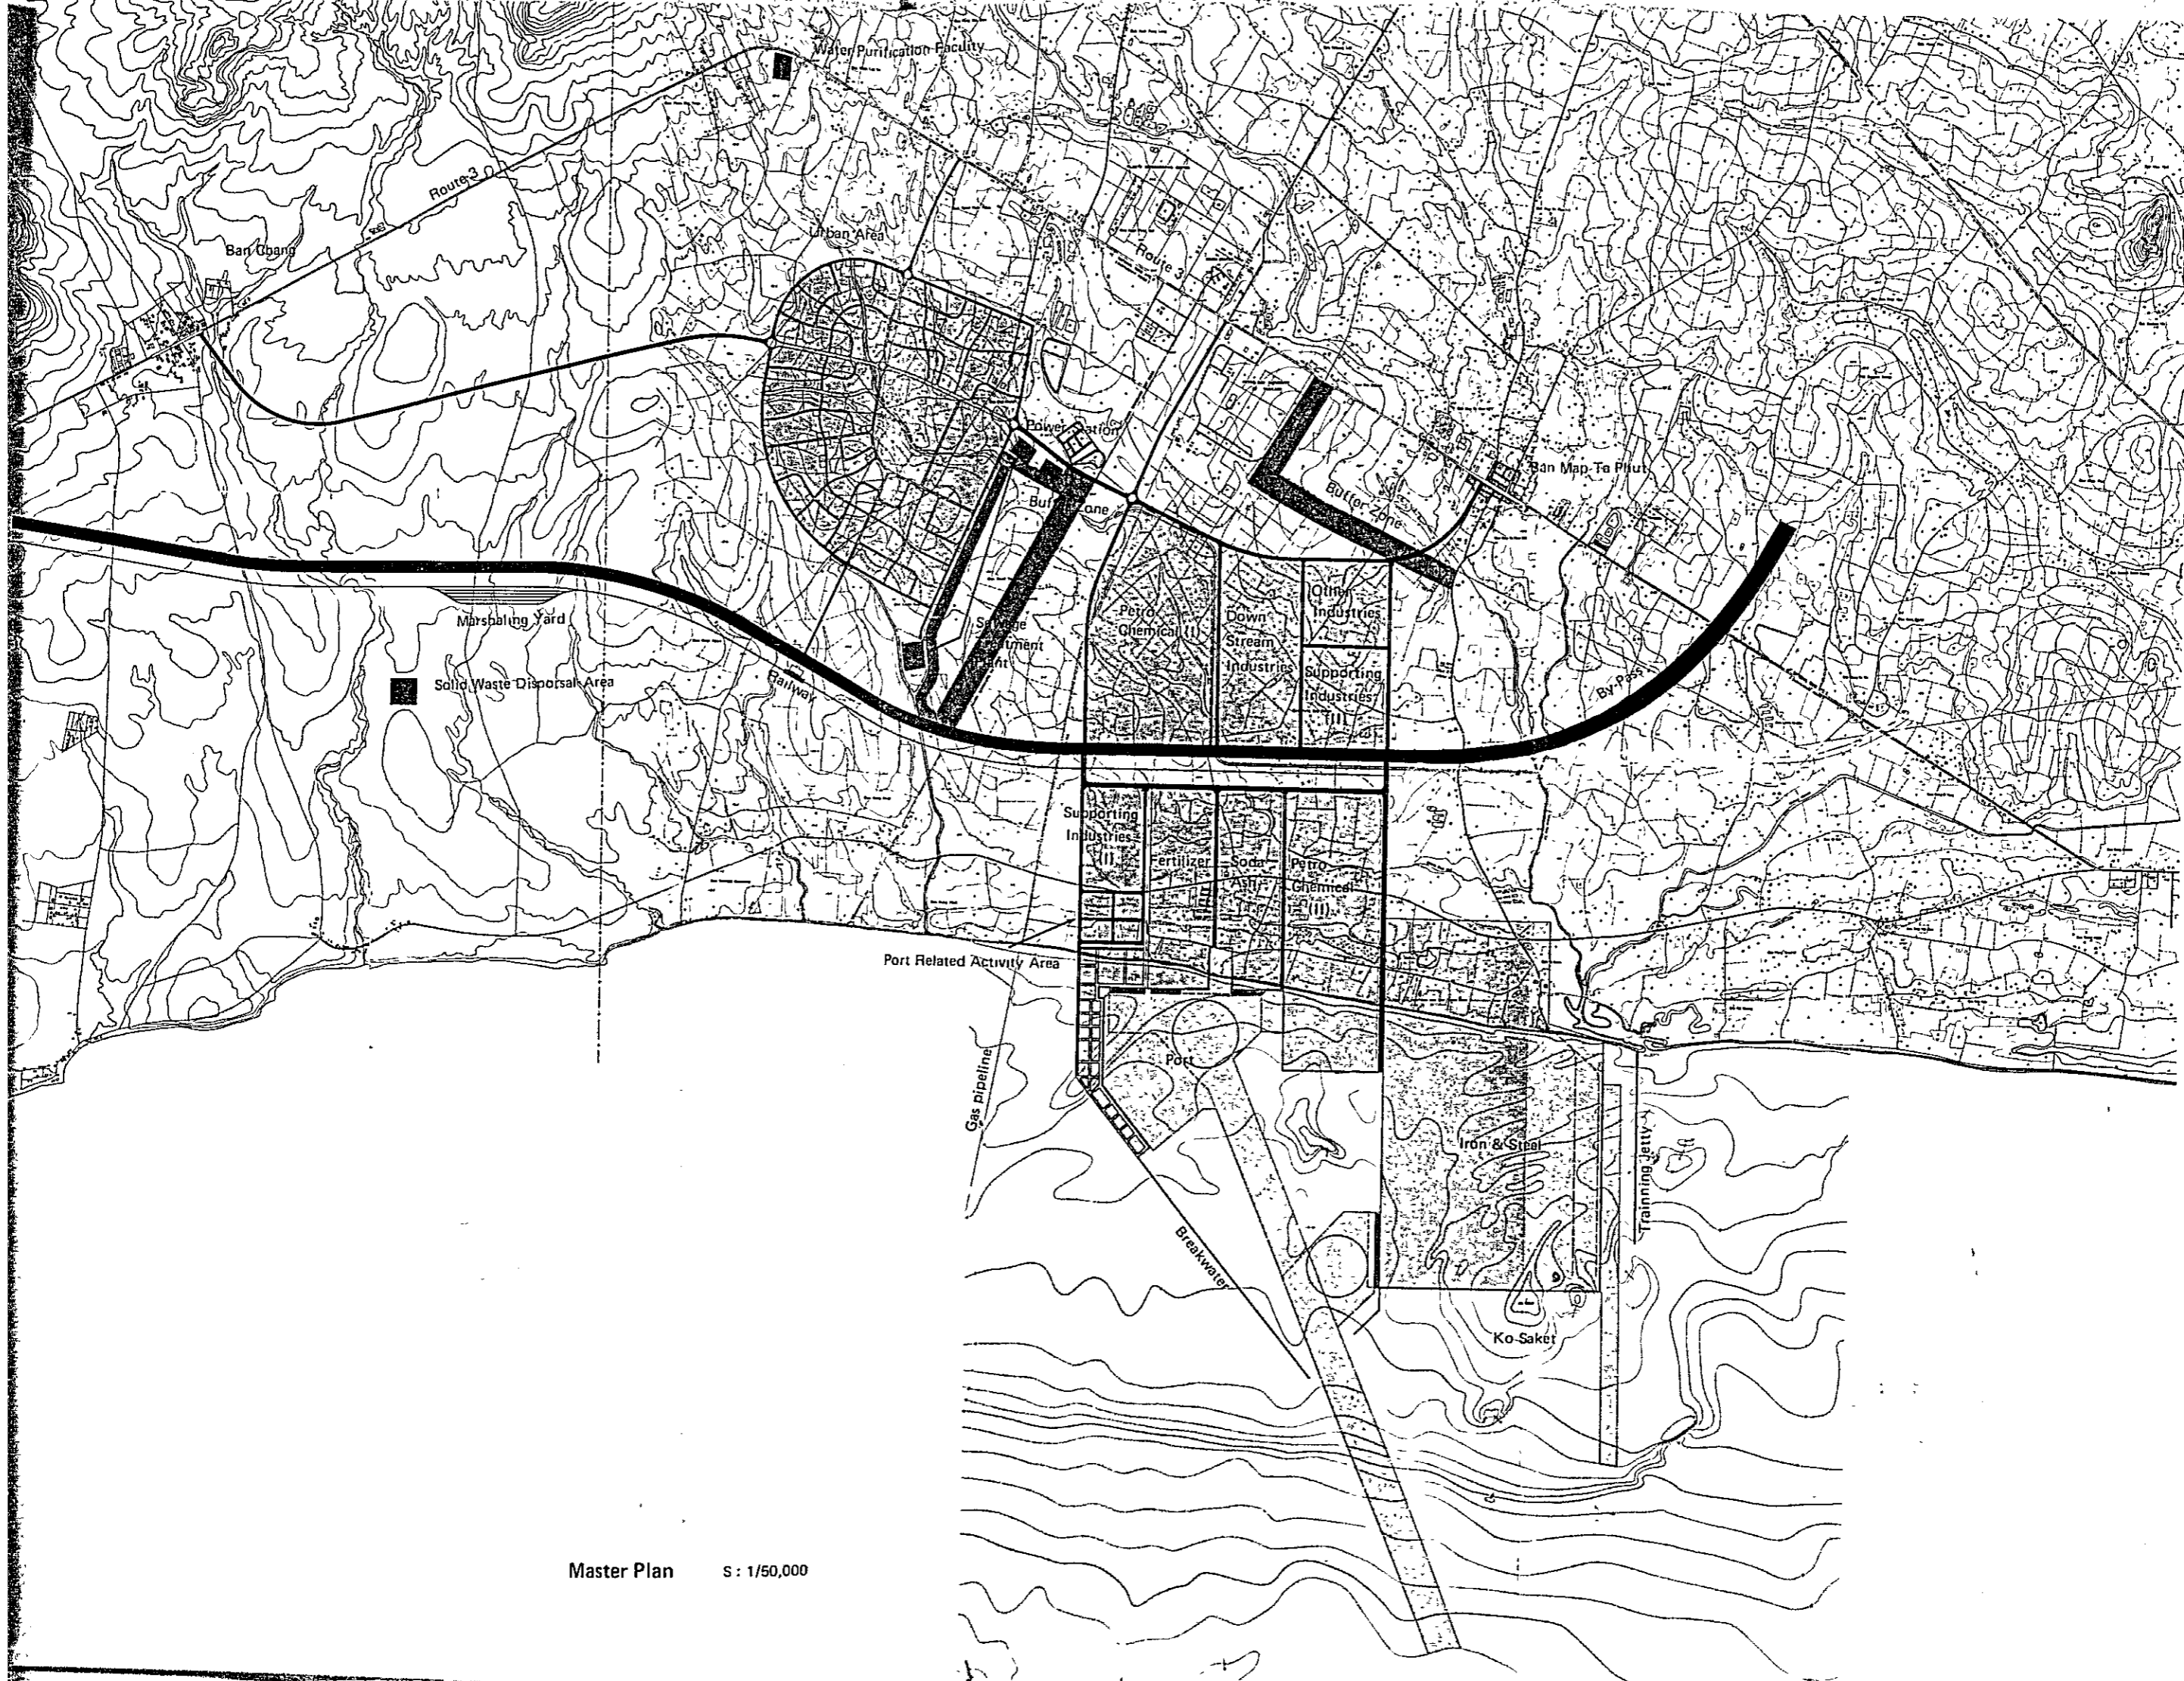 Water Purification Facility
Route 3
Ban Chang
Urban Area
Route 3
Power Station
Ban Map Ta Phut
Buffer Zone
Buffer Zone
Marshaling Yard
Petro
Chemical (I)
Down
Stream
Industries
Other
Industries
Supporting
Industries
(II)
Sewage
Treatment
Plant
Solid Waste Disporsal Area
Railway
By-Pass
Supporting
Industries
(I)
Fertilizer
Soda
Ash
Petro
Chemical
(II)
Port Related Activity Area
Port
Gas pipeline
Iron & Steel
Trainning Jetty
Breakwater
Ko Saket
Master Plan S : 1/50,000